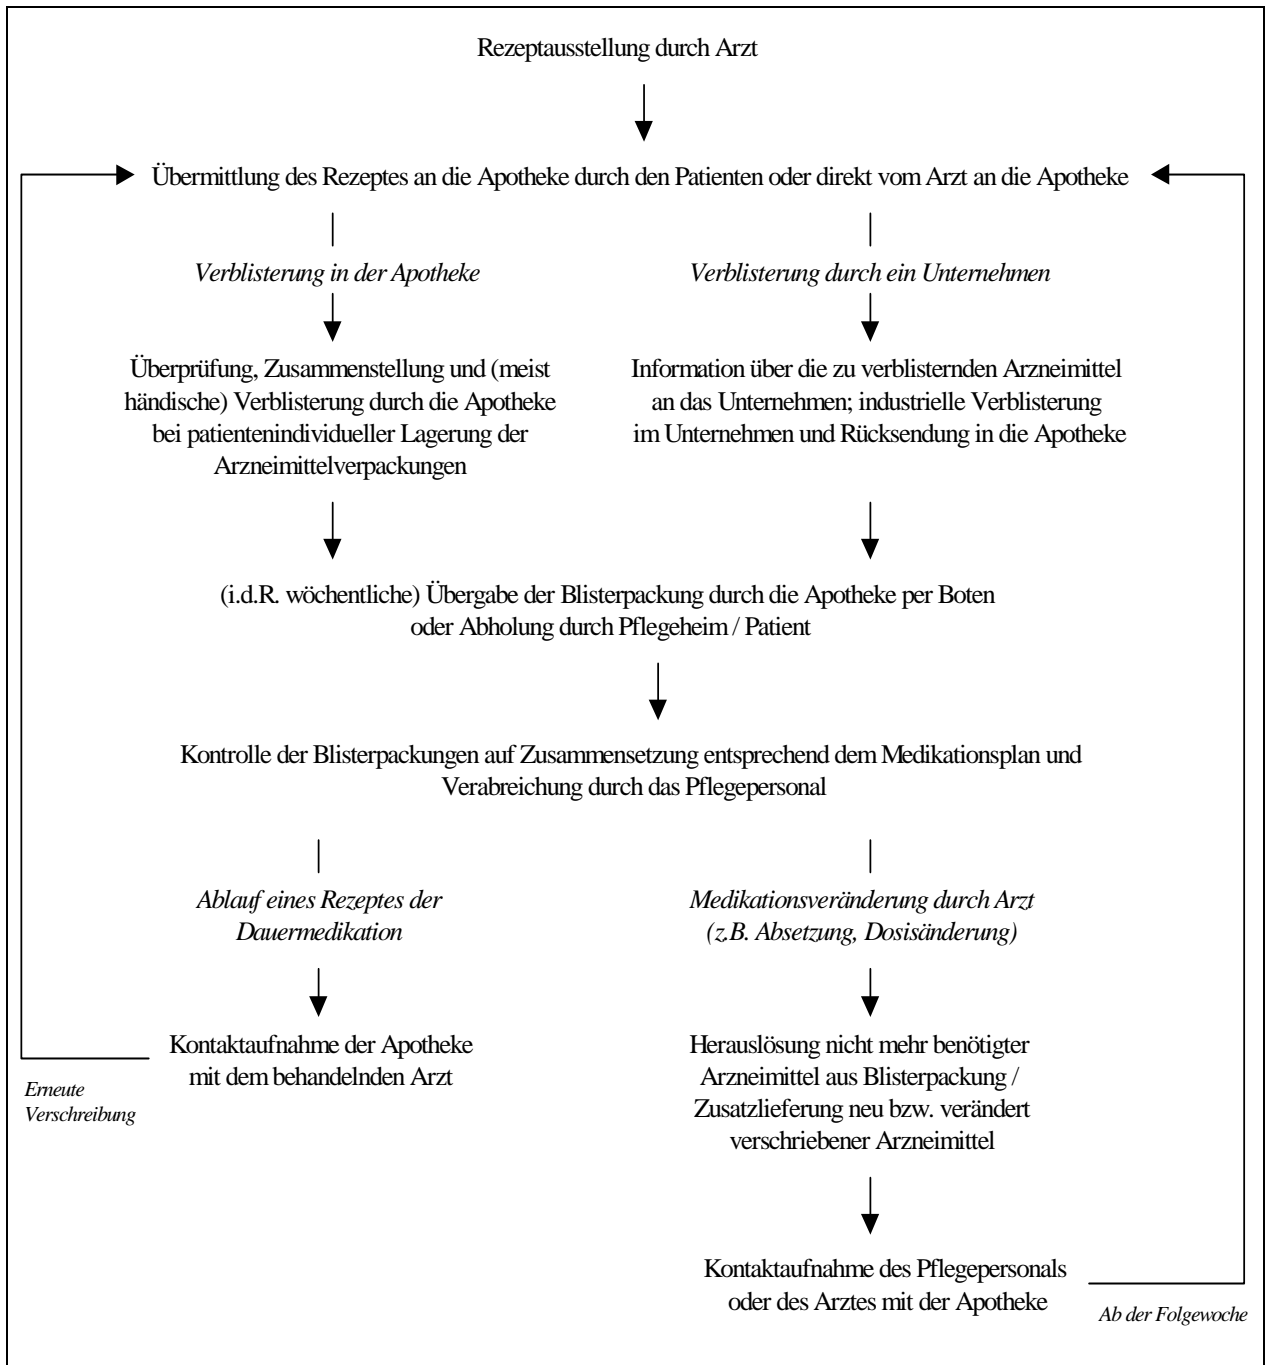 Rezeptausstellung durch Arzt
Übermittlung des Rezeptes an die Apotheke durch den Patienten oder direkt vom Arzt an die Apotheke
Verblisterung in der Apotheke
Verblisterung durch ein Unternehmen
Überprüfung, Zusammenstellung und (meist
händische) Verblisterung durch die Apotheke
bei patientenindividueller Lagerung der
Arzneimittelverpackungen
Information über die zu verblisternden Arzneimittel
an das Unternehmen; industrielle Verblisterung
im Unternehmen und Rücksendung in die Apotheke
(i.d.R. wöchentliche) Übergabe der Blisterpackung durch die Apotheke per Boten
oder Abholung durch Pflegeheim / Patient
Kontrolle der Blisterpackungen auf Zusammensetzung entsprechend dem Medikationsplan und
Verabreichung durch das Pflegepersonal
Ablauf eines Rezeptes der
Dauermedikation
Medikationsveränderung durch Arzt
(z.B. Absetzung, Dosisänderung)
Kontaktaufnahme der Apotheke
mit dem behandelnden Arzt
Erneute
Verschreibung
Herauslösung nicht mehr benötigter
Arzneimittel aus Blisterpackung /
Zusatzlieferung neu bzw. verändert
verschriebener Arzneimittel
Kontaktaufnahme des Pflegepersonals
oder des Arztes mit der Apotheke
Ab der Folgewoche